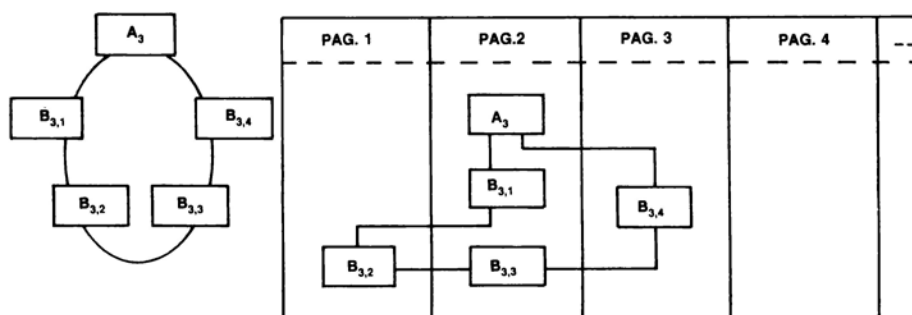 A₃
B₃,₁
B₃,₄
B₃,₂
B₃,₃
PAG. 1
PAG.2
PAG. 3
PAG. 4
A₃
B₃,₁
B₃,₄
B₃,₂
B₃,₃